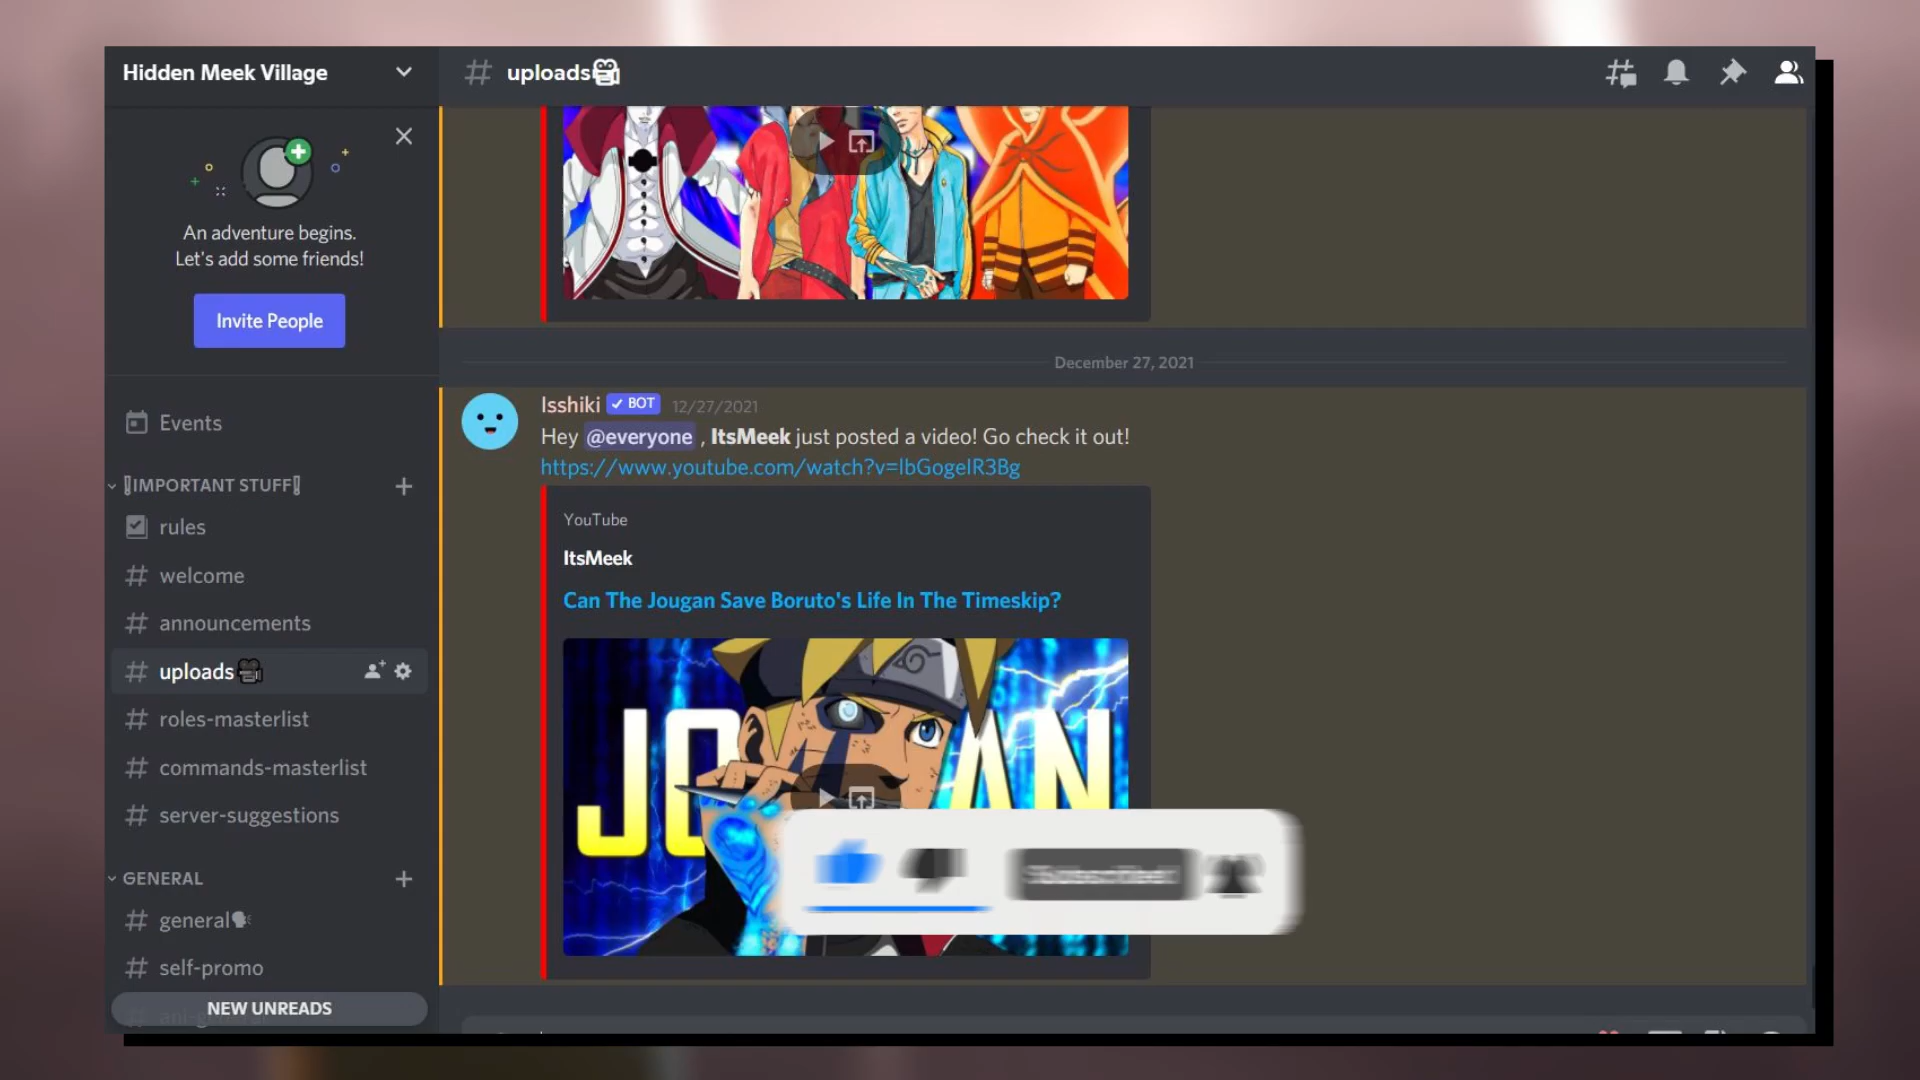 Hidden Meek Village
uploads
An adventure begins.
Let's add some friends!
Invite People
Events
IMPORTANT STUFF
rules
welcome
announcements
uploads
roles-masterlist
commands-masterlist
server-suggestions
GENERAL
general
self-promo
NEW UNREADS
December 27, 2021
Isshiki BOT 12/27/2021
Hey @everyone , ItsMeek just posted a video! Go check it out!
https://www.youtube.com/watch?v=lbGogeIR3Bg
YouTube
ItsMeek
Can The Jougan Save Boruto's Life In The Timeskip?